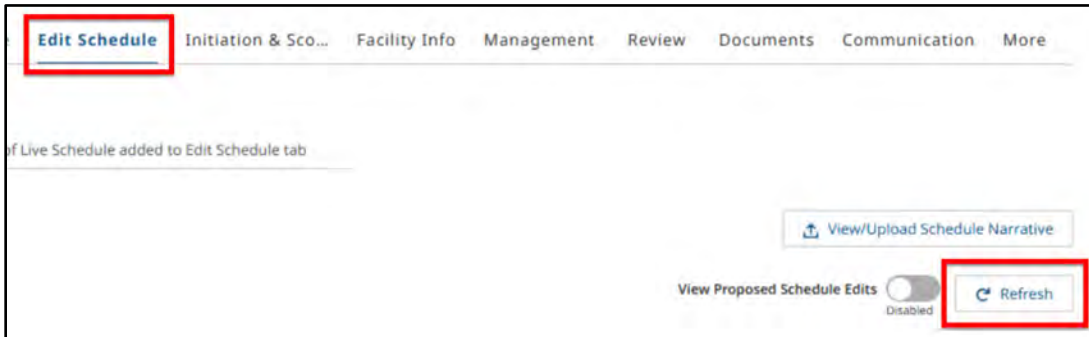 Edit Schedule Initiation & Sco... Facility Info Management Review Documents Communication More
of Live Schedule added to Edit Schedule tab
View/Upload Schedule Narrative
View Proposed Schedule Edits Refresh
Disabled